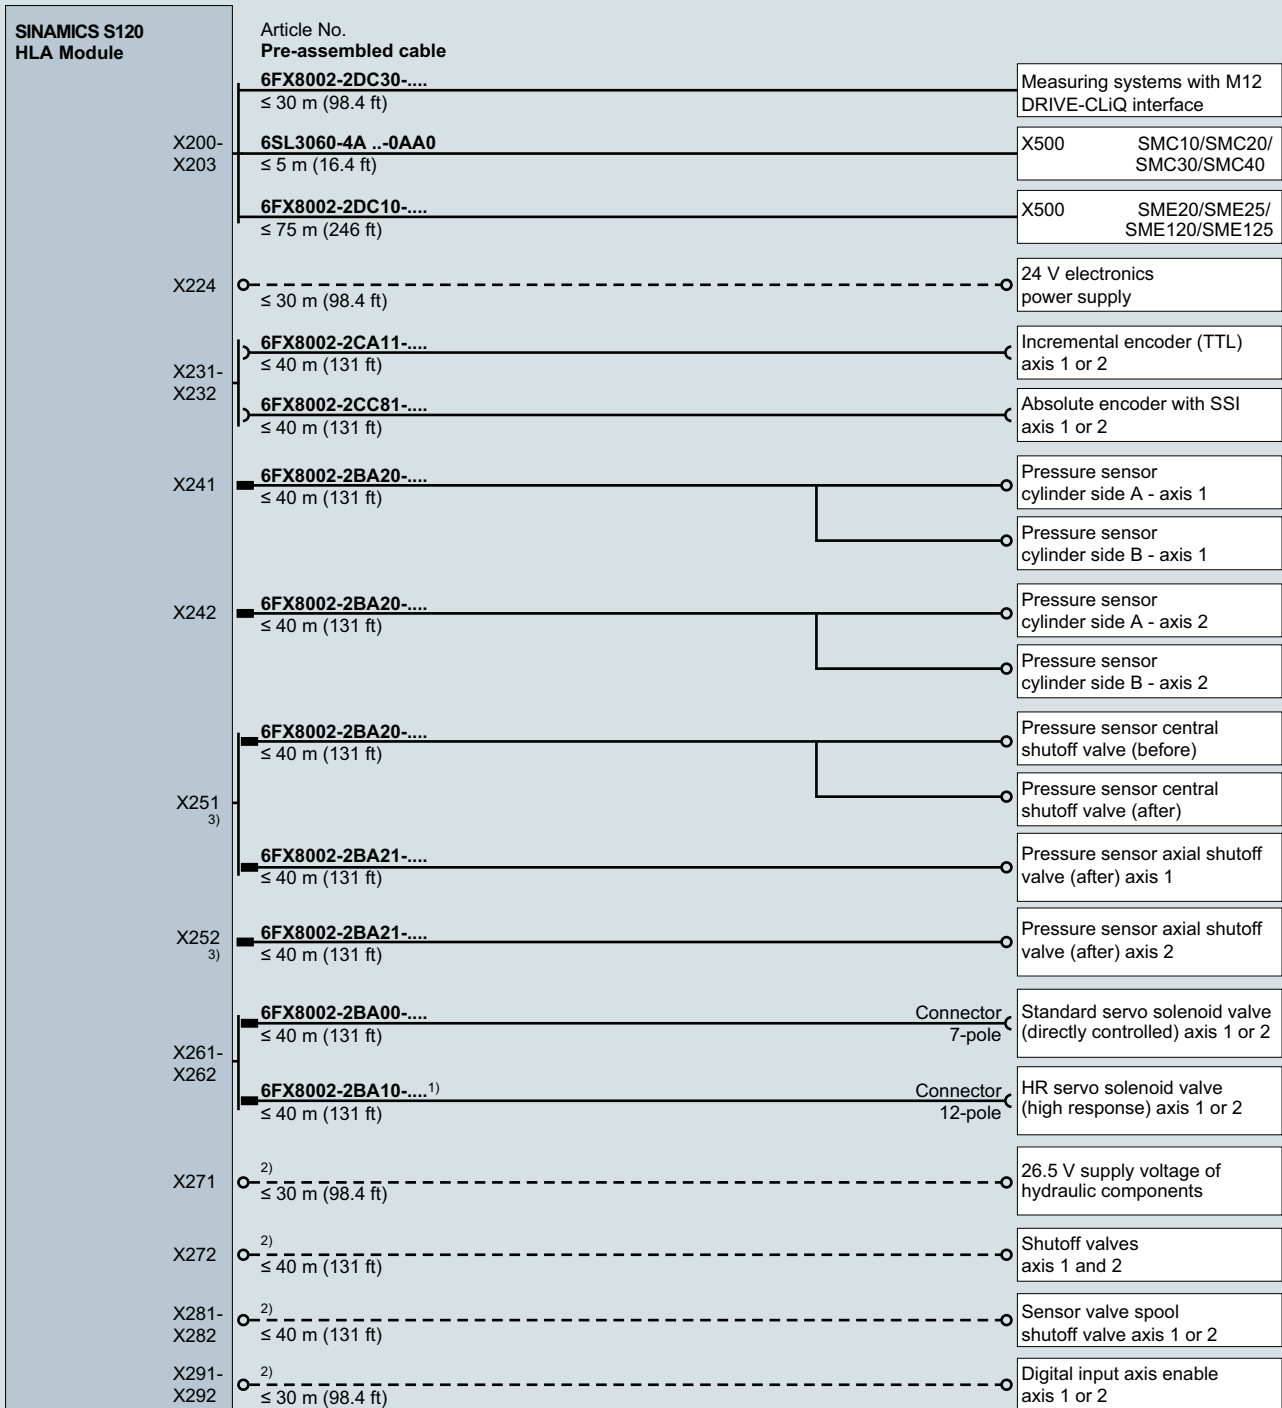 SINAMICS S120
HLA Module
Article No.
Pre-assembled cable
X200-
X203
6FX8002-2DC30-....
≤ 30 m (98.4 ft)
Measuring systems with M12
DRIVE-CLiQ interface
6SL3060-4A ..-0AA0
≤ 5 m (16.4 ft)
X500 SMC10/SMC20/
SMC30/SMC40
6FX8002-2DC10-....
≤ 75 m (246 ft)
X500 SME20/SME25/
SME120/SME125
X224
≤ 30 m (98.4 ft)
24 V electronics
power supply
X231-
X232
6FX8002-2CA11-....
≤ 40 m (131 ft)
Incremental encoder (TTL)
axis 1 or 2
6FX8002-2CC81-....
≤ 40 m (131 ft)
Absolute encoder with SSI
axis 1 or 2
X241
6FX8002-2BA20-....
≤ 40 m (131 ft)
Pressure sensor
cylinder side A - axis 1
Pressure sensor
cylinder side B - axis 1
X242
6FX8002-2BA20-....
≤ 40 m (131 ft)
Pressure sensor
cylinder side A - axis 2
Pressure sensor
cylinder side B - axis 2
X251
3)
6FX8002-2BA20-....
≤ 40 m (131 ft)
Pressure sensor central
shutoff valve (before)
Pressure sensor central
shutoff valve (after)
6FX8002-2BA21-....
≤ 40 m (131 ft)
Pressure sensor axial shutoff
valve (after) axis 1
X252
3)
6FX8002-2BA21-....
≤ 40 m (131 ft)
Pressure sensor axial shutoff
valve (after) axis 2
X261-
X262
6FX8002-2BA00-....
≤ 40 m (131 ft)
Connector
7-pole
Standard servo solenoid valve
(directly controlled) axis 1 or 2
6FX8002-2BA10-....1)
≤ 40 m (131 ft)
Connector
12-pole
HR servo solenoid valve
(high response) axis 1 or 2
X271
2)
≤ 30 m (98.4 ft)
26.5 V supply voltage of
hydraulic components
X272
2)
≤ 40 m (131 ft)
Shutoff valves
axis 1 and 2
X281-
X282
2)
≤ 40 m (131 ft)
Sensor valve spool
shutoff valve axis 1 or 2
X291-
X292
2)
≤ 30 m (98.4 ft)
Digital input axis enable
axis 1 or 2